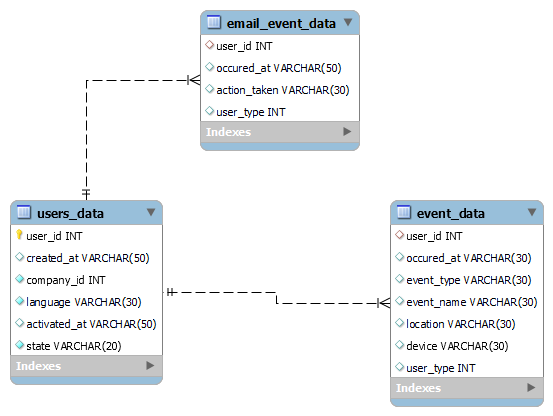 email_event_data
user_id INT
occured_at VARCHAR(50)
action_taken VARCHAR(30)
user_type INT
Indexes
users_data
user_id INT
created_at VARCHAR(50)
company_id INT
language VARCHAR(30)
activated_at VARCHAR(50)
state VARCHAR(20)
Indexes
event_data
user_id INT
occured_at VARCHAR(30)
event_type VARCHAR(30)
event_name VARCHAR(30)
location VARCHAR(30)
device VARCHAR(30)
user_type INT
Indexes